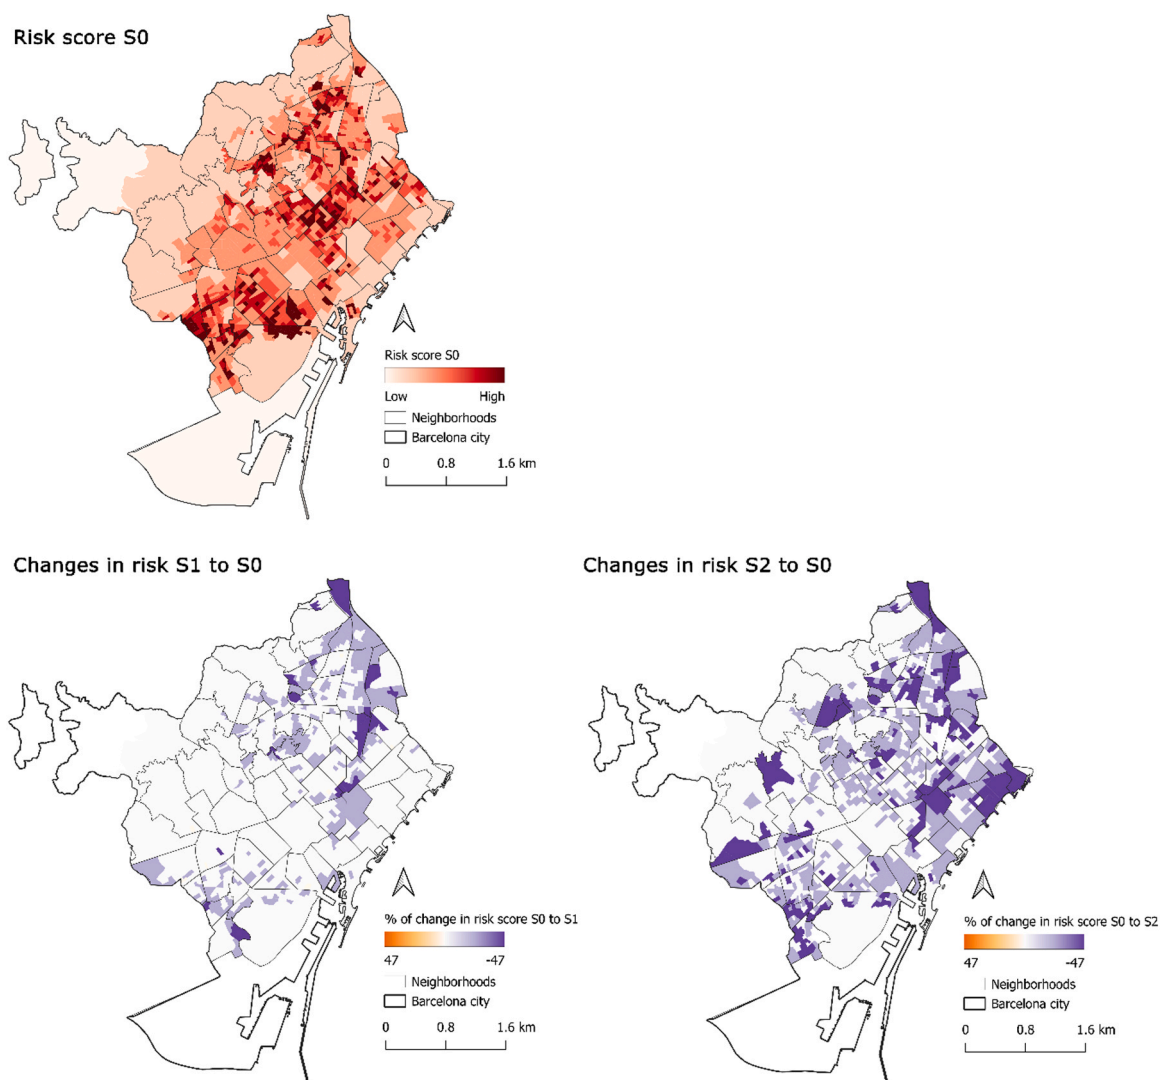 Risk score S0
Risk score S0
Low High
Neighborhoods
Barcelona city
0 0.8 1.6 km
Changes in risk S1 to S0
% of change in risk score S0 to S1
47 -47
Neighborhoods
Barcelona city
0 0.8 1.6 km
Changes in risk S2 to S0
% of change in risk score S0 to S2
47 -47
Neighborhoods
Barcelona city
0 0.8 1.6 km